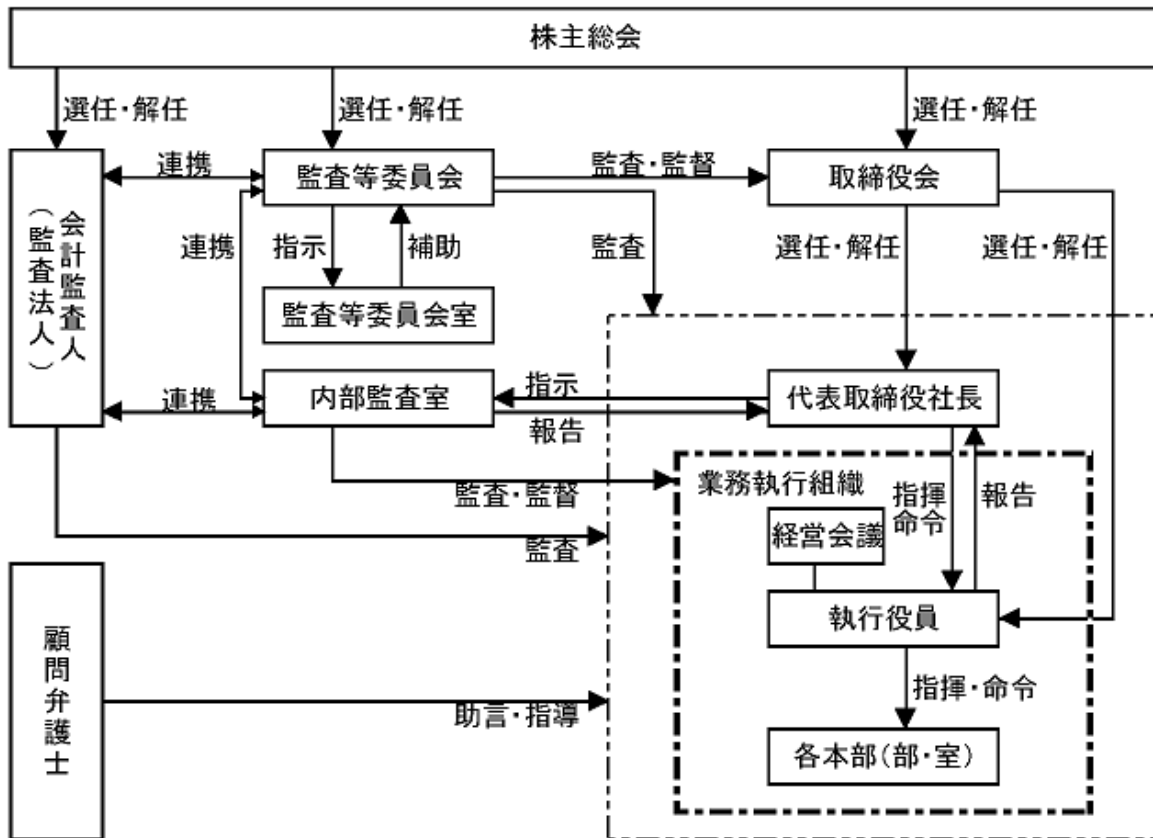 株主総会
選任・解任
選任・解任
選任・解任
会計監査人
(監査法人)
連携
監査等委員会
監査・監督
取締役会
連携
指示
補助
監査
選任・解任
選任・解任
監査等委員会室
連携
内部監査室
指示
報告
代表取締役社長
監査・監督
業務執行組織
指揮
命令
報告
経営会議
監査
執行役員
顧問弁護士
助言・指導
指揮・命令
各本部(部・室)